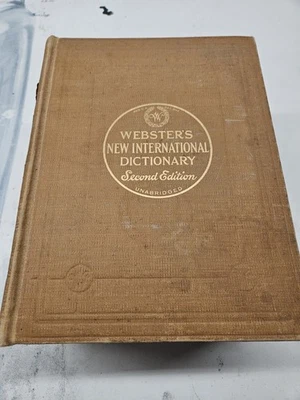 WEBSTER'S
NEW INTERNATIONAL
DICTIONARY
Second Edition
UNABRIDGED